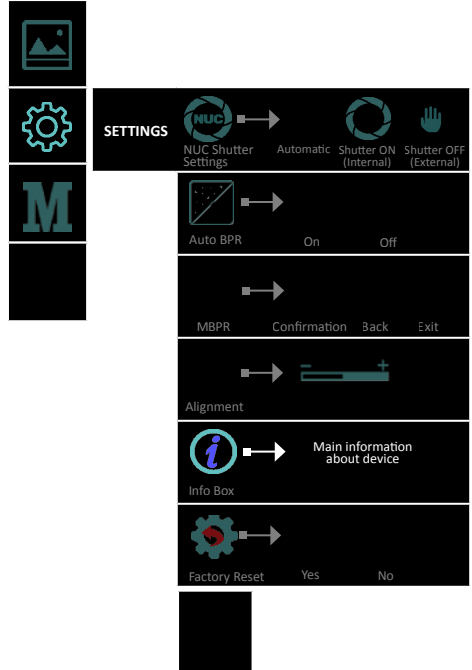 NUC
SETTINGS
NUC Shutter
Settings
Automatic
Shutter ON
(Internal)
Shutter OFF
(External)
M
Auto BPR
On
Off
MBPR
Confirmation
Back
Exit
- +
Alignment
i
Main information
about device
Info Box
Factory Reset
Yes
No